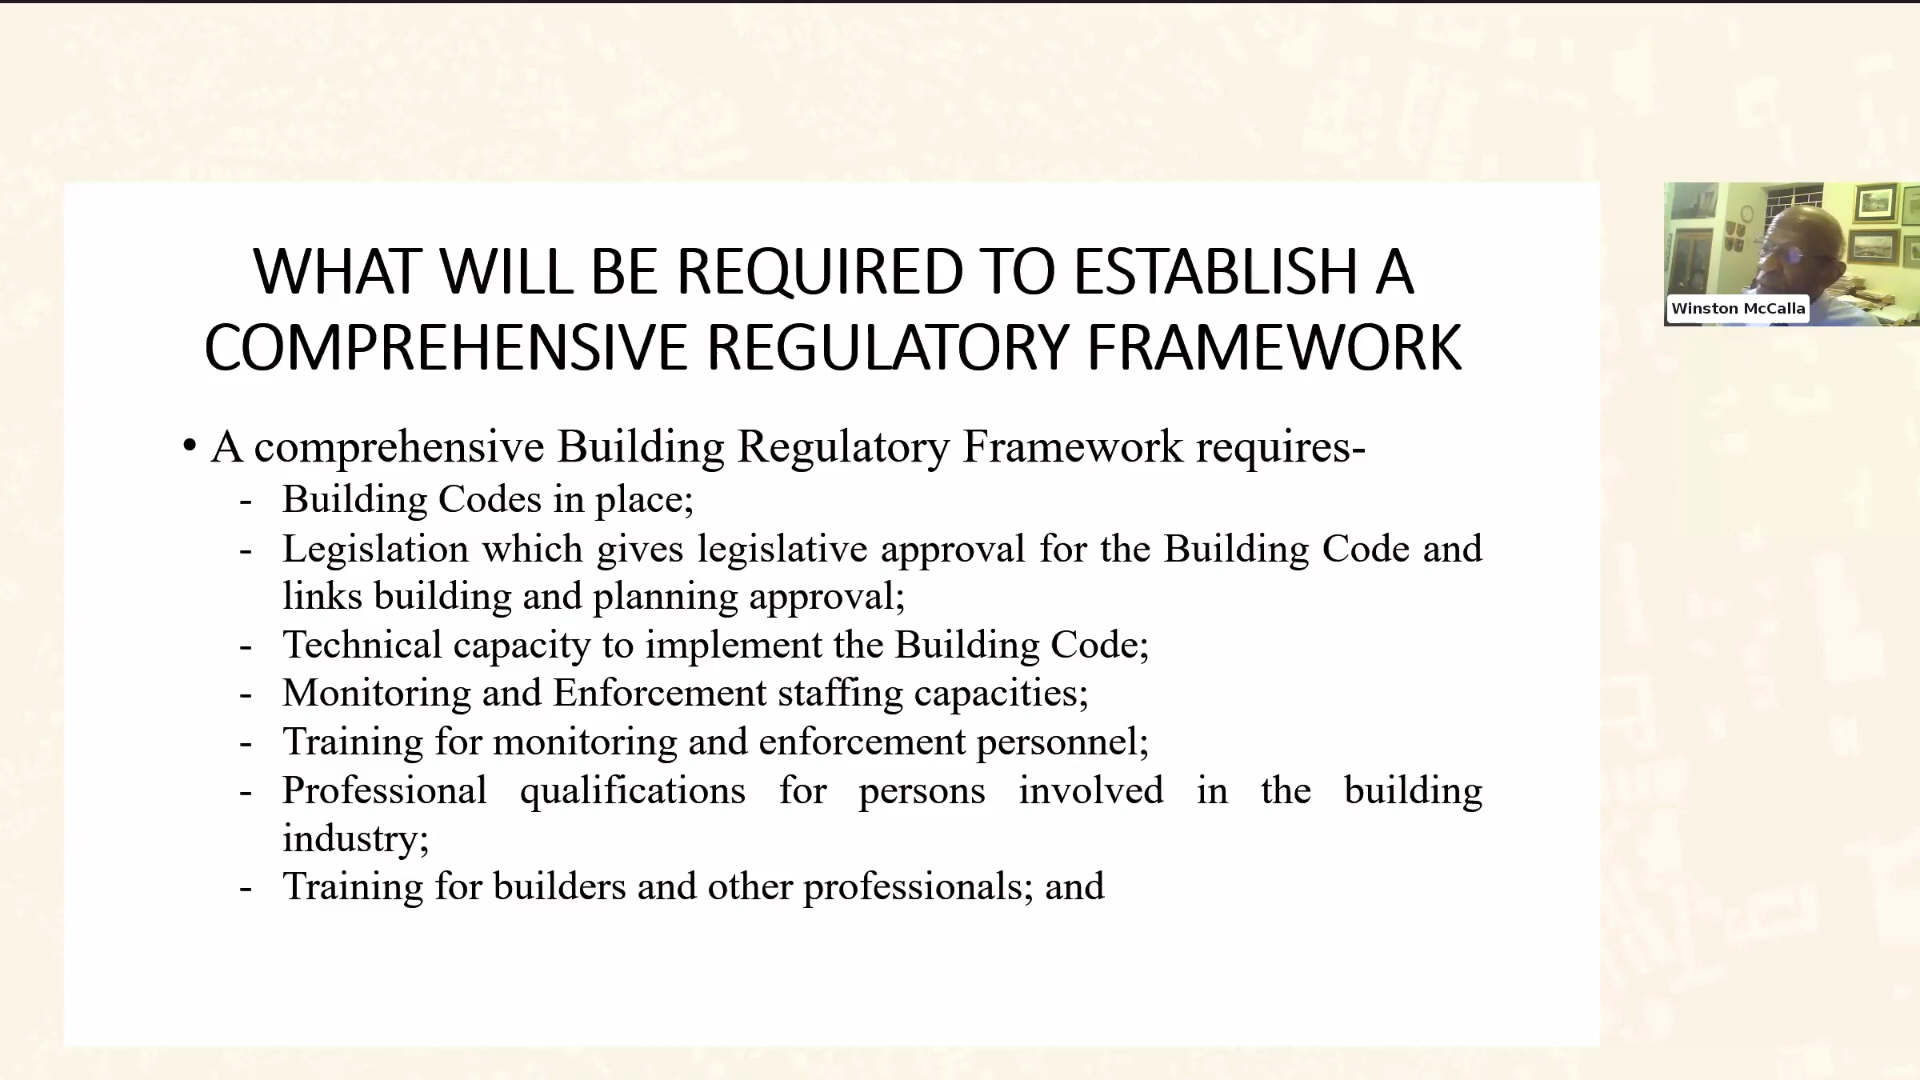 WHAT WILL BE REQUIRED TO ESTABLISH A
COMPREHENSIVE REGULATORY FRAMEWORK
• A comprehensive Building Regulatory Framework requires-
- Building Codes in place;
- Legislation which gives legislative approval for the Building Code and
links building and planning approval;
- Technical capacity to implement the Building Code;
- Monitoring and Enforcement staffing capacities;
- Training for monitoring and enforcement personnel;
- Professional qualifications for persons involved in the building
industry;
- Training for builders and other professionals; and
Winston McCalla